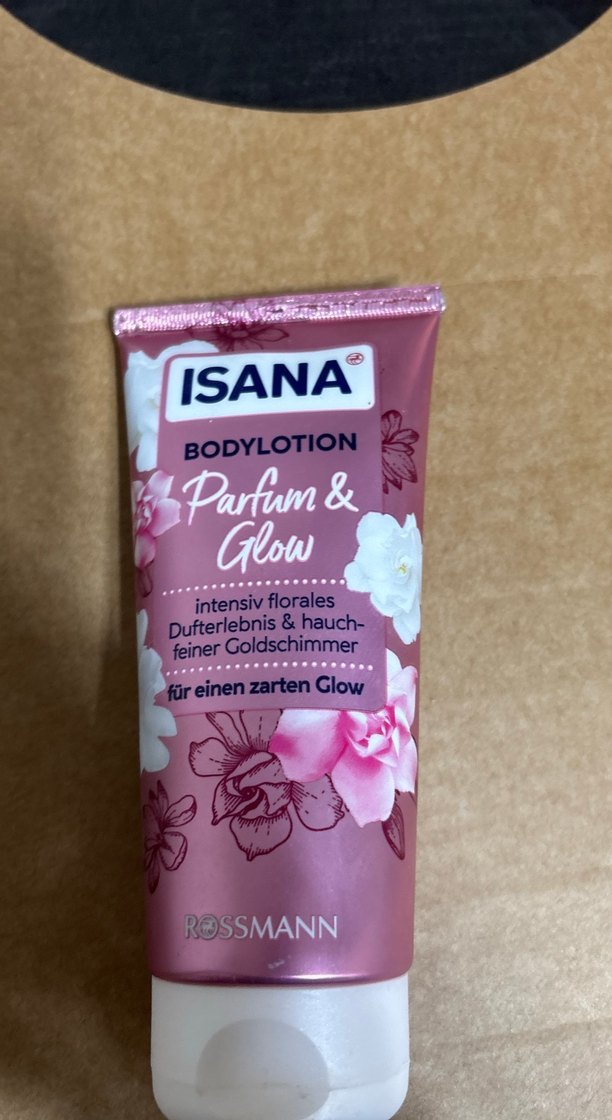 ISANA
BODYLOTION
Parfum &
Glow
intensiv florales
Dufterlebnis & hauch-
feiner Goldschimmer
für einen zarten Glow
ROSSMANN